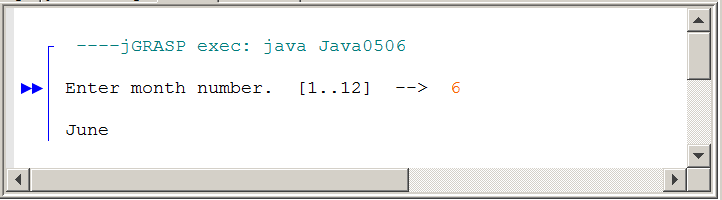 ----jGRASP exec: java Java0506
Enter month number.  [1..12]  -->  6
June